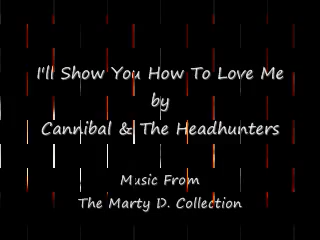 I'll Show You How To Love Me
by
Cannibal & The Headhunters
Music From
The Marty D. Collection